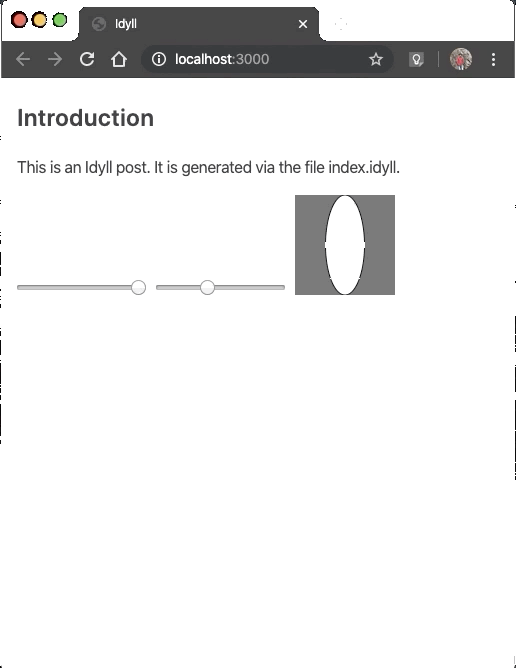 Idyll
localhost:3000
Introduction
This is an Idyll post. It is generated via the file index.idyll.